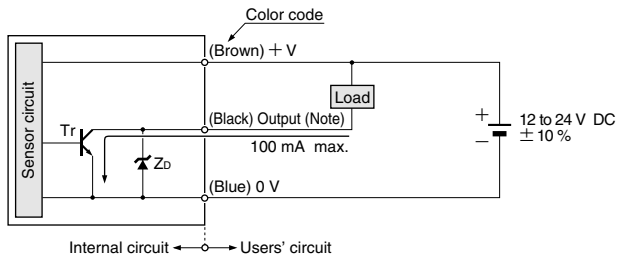 Color code
(Brown) + V
Load
(Black) Output (Note)
Tr
Sensor circuit
100 mA max.
ZD
+
−
12 to 24 V DC
± 10 %
(Blue) 0 V
Internal circuit
Users' circuit